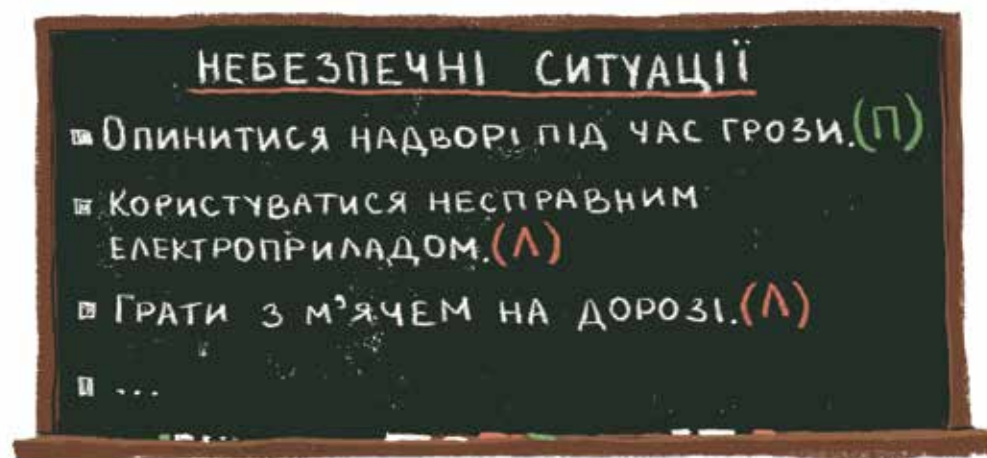 НЕБЕЗПЕЧНІ СИТУАЦІЇ
ОПИНИТИСЯ НАДВОРІ ПІД ЧАС ГРОЗИ.(П)
КОРИСТУВАТИСЯ НЕСПРАВНИМ
ЕЛЕКТРОПРИЛАДОМ.(Л)
ГРАТИ З М'ЯЧЕМ НА ДОРОЗІ.(Л)
...